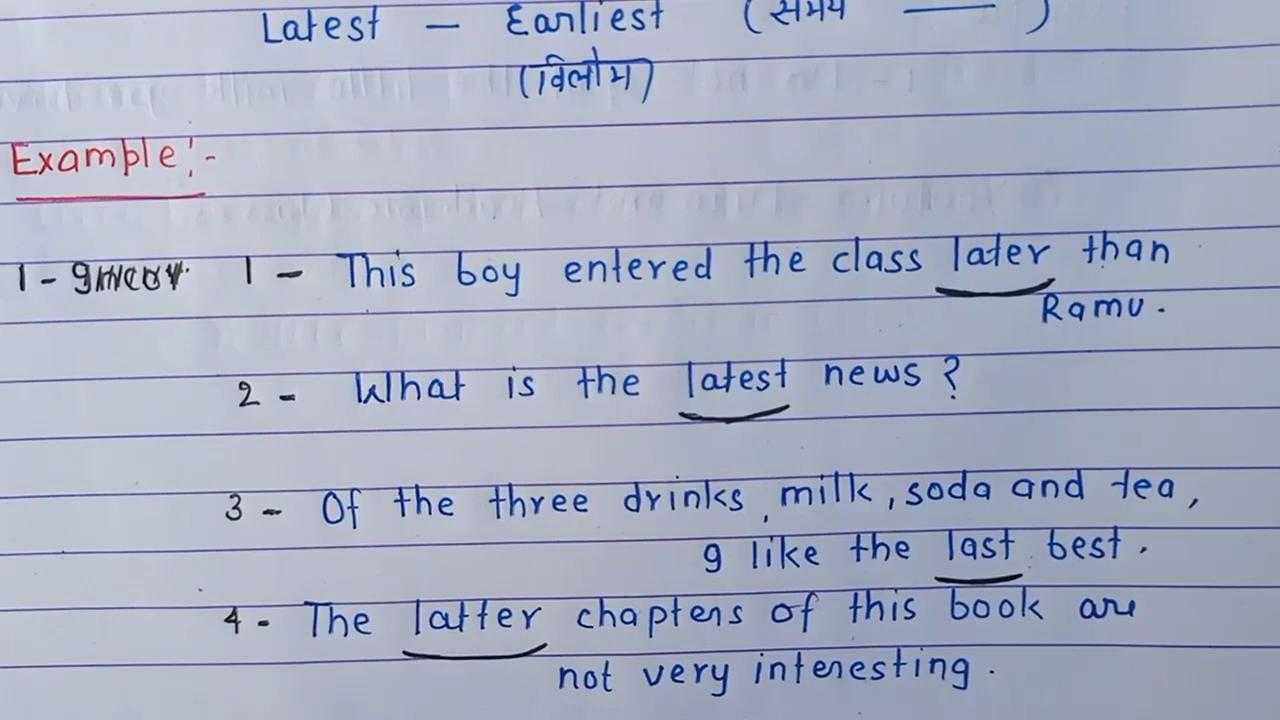 Latest — Earliest (समय —— )
(विलोम)
Example:-
1 - 1 - This boy entered the class later than
Ramu.
2 - What is the latest news?
3 - Of the three drinks, milk, soda and tea,
I like the last best.
4 - The latter chapters of this book are
not very interesting.